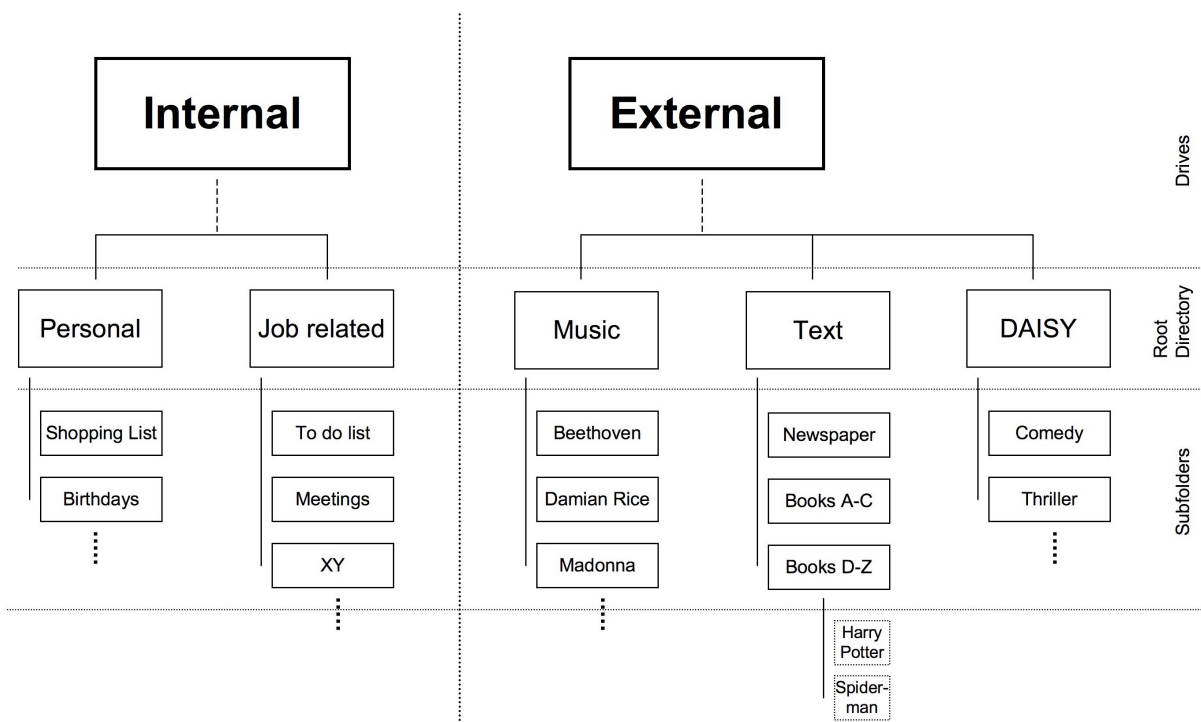 Internal
External
Drives
Personal
Job related
Music
Text
DAISY
Root
Directory
Shopping List
To do list
Beethoven
Newspaper
Comedy
Birthdays
Meetings
Damian Rice
Books A-C
Thriller
Subfolders
XY
Madonna
Books D-Z
Harry
Potter
Spider-
man